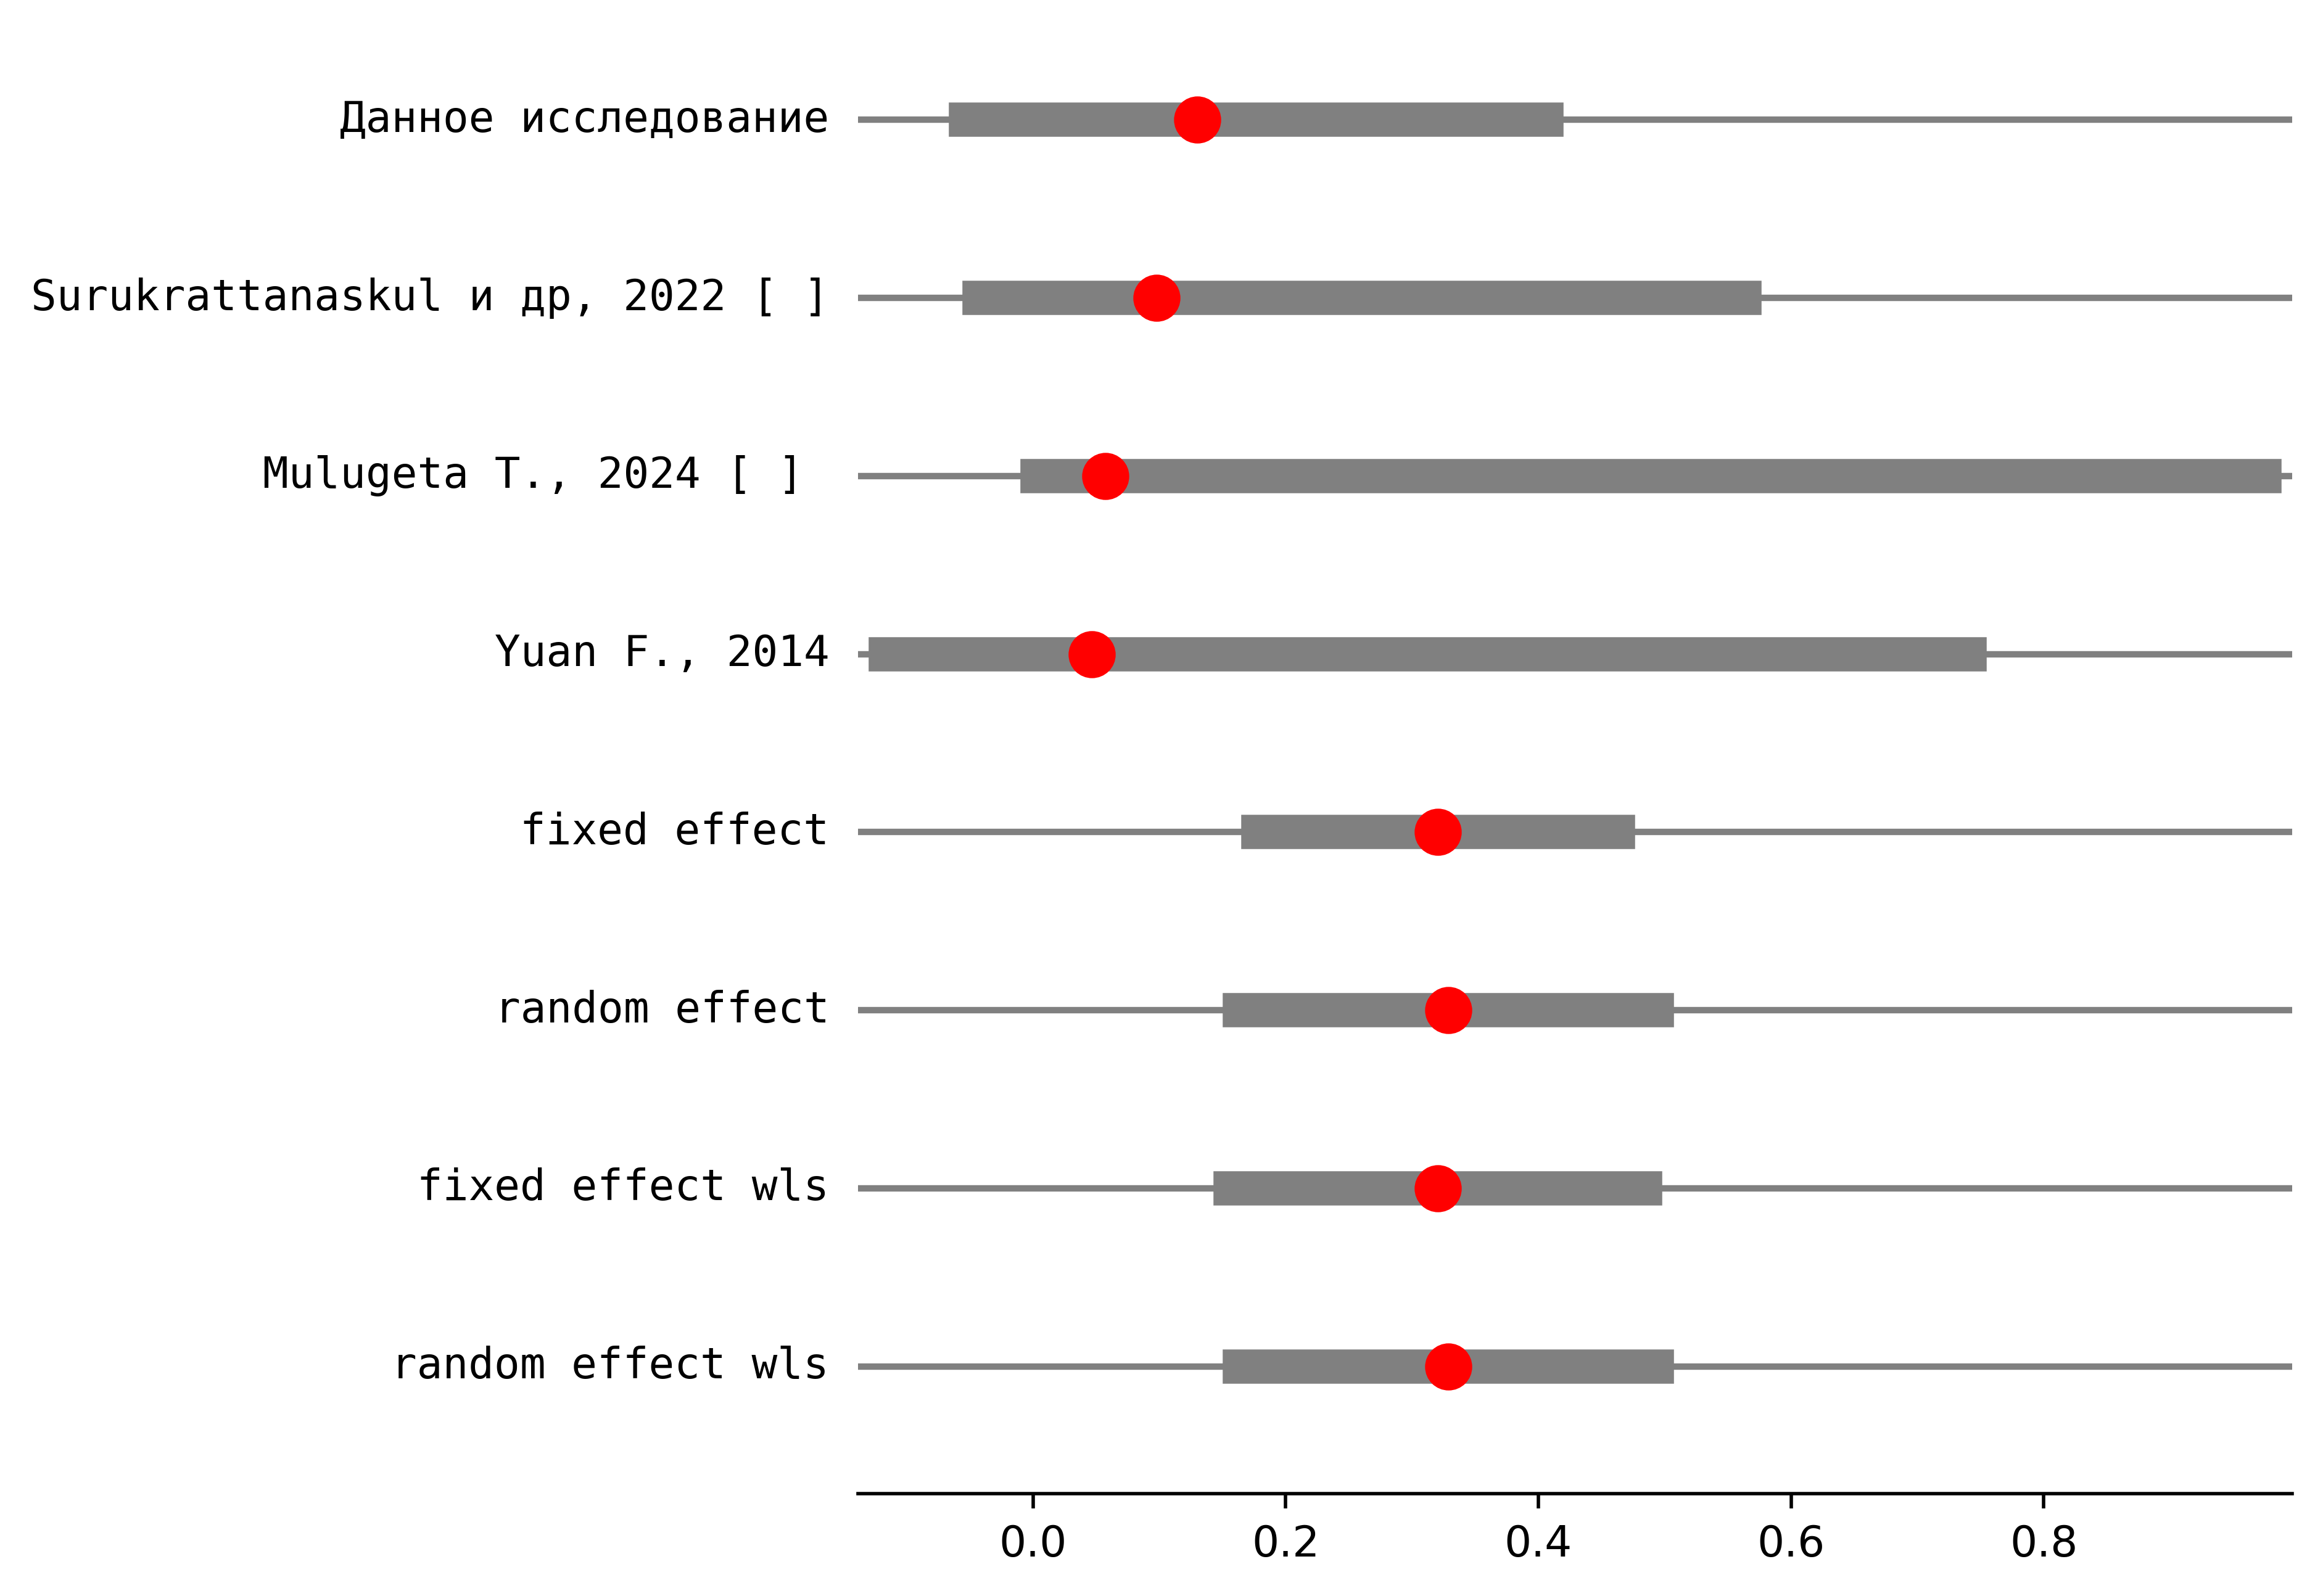 Данное исследование
Surukrattanaskul и др, 2022 [ ]
Mulugeta T., 2024 [ ]
Yuan F., 2014
fixed effect
random effect
fixed effect wls
random effect wls
0.0 0.2 0.4 0.6 0.8